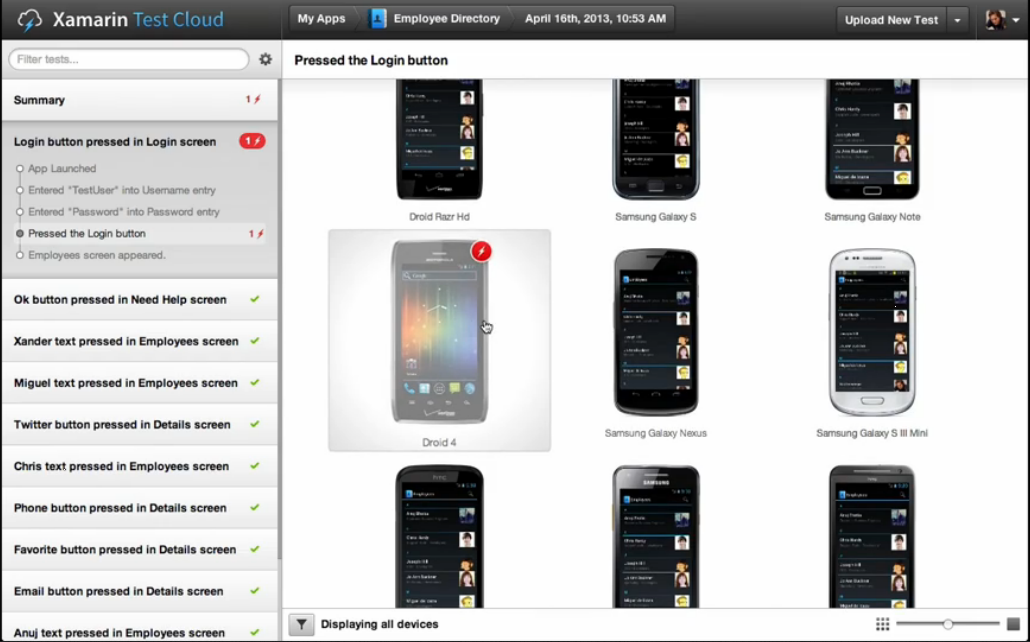 Xamarin Test Cloud
My Apps
Employee Directory
April 16th, 2013, 10:53 AM
Upload New Test
Filter tests...
Pressed the Login button
Summary
1
Login button pressed in Login screen
1
App Launched
Entered "TestUser" into Username entry
Entered "Password" into Password entry
Pressed the Login button
1
Employees screen appeared.
Ok button pressed in Need Help screen
Xander text pressed in Employees screen
Miguel text pressed in Employees screen
Twitter button pressed in Details screen
Chris text pressed in Employees screen
Phone button pressed in Details screen
Favorite button pressed in Details screen
Email button pressed in Details screen
Anuj text pressed in Employees screen
Droid Razr Hd
Samsung Galaxy S
Samsung Galaxy Note
Droid 4
Samsung Galaxy Nexus
Samsung Galaxy S III Mini
SAMSUNG
Displaying all devices